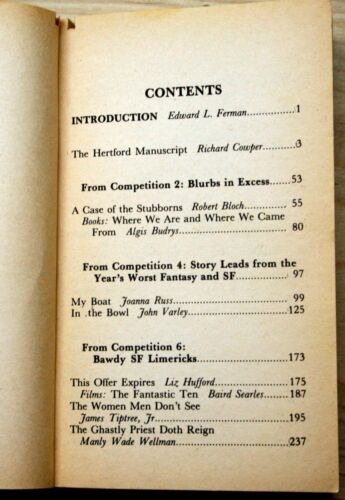 CONTENTS
INTRODUCTION Edward L. Ferman...............1
The Hertford Manuscript Richard Cowper............3
From Competition 2: Blurbs in Excess..........53
A Case of the Stubborns Robert Bloch.............55
Books: Where We Are and Where We Came
From Algis Budrys..............................80
From Competition 4: Story Leads from the
Year's Worst Fantasy and SF....................97
My Boat Joanna Russ..............................99
In .the Bowl John Varley...........................125
From Competition 6:
Bawdy SF Limericks.............................173
This Offer Expires Liz Hufford..................175
Films: The Fantastic Ten Baird Searles........187
The Women Men Don't See
James Tiptree, Jr................................195
The Ghastly Priest Doth Reign
Manly Wade Wellman...........................237